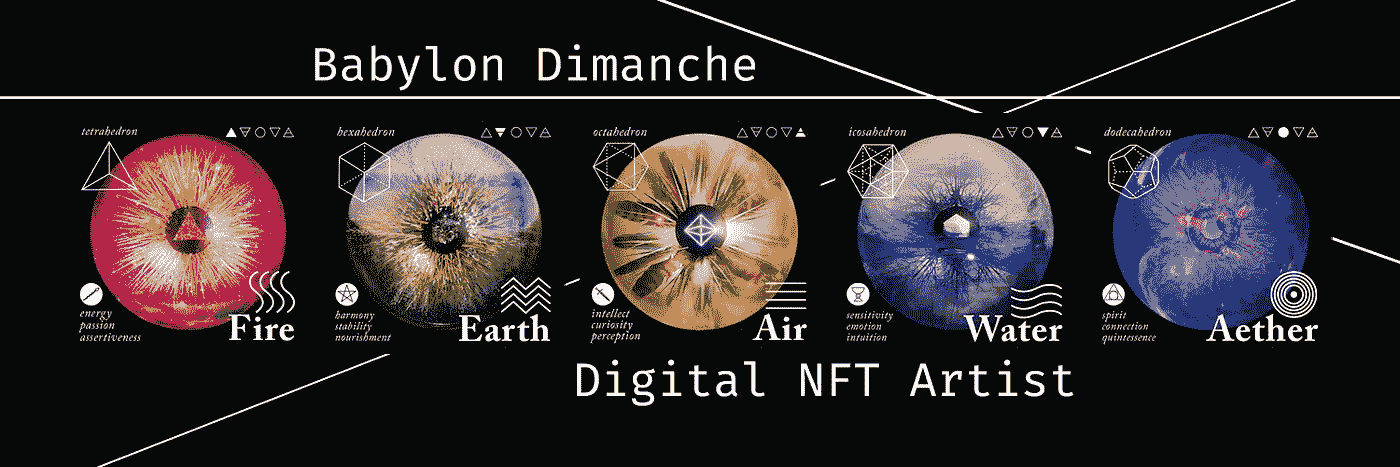 Babylon Dimanche
tetrahedron
energy
passion
assertiveness
Fire
hexahedron
harmony
stability
nourishment
Earth
octahedron
intellect
curiosity
perception
Air
icosahedron
sensitivity
emotion
intuition
Water
dodecahedron
spirit
connection
quintessence
Aether
Digital NFT Artist